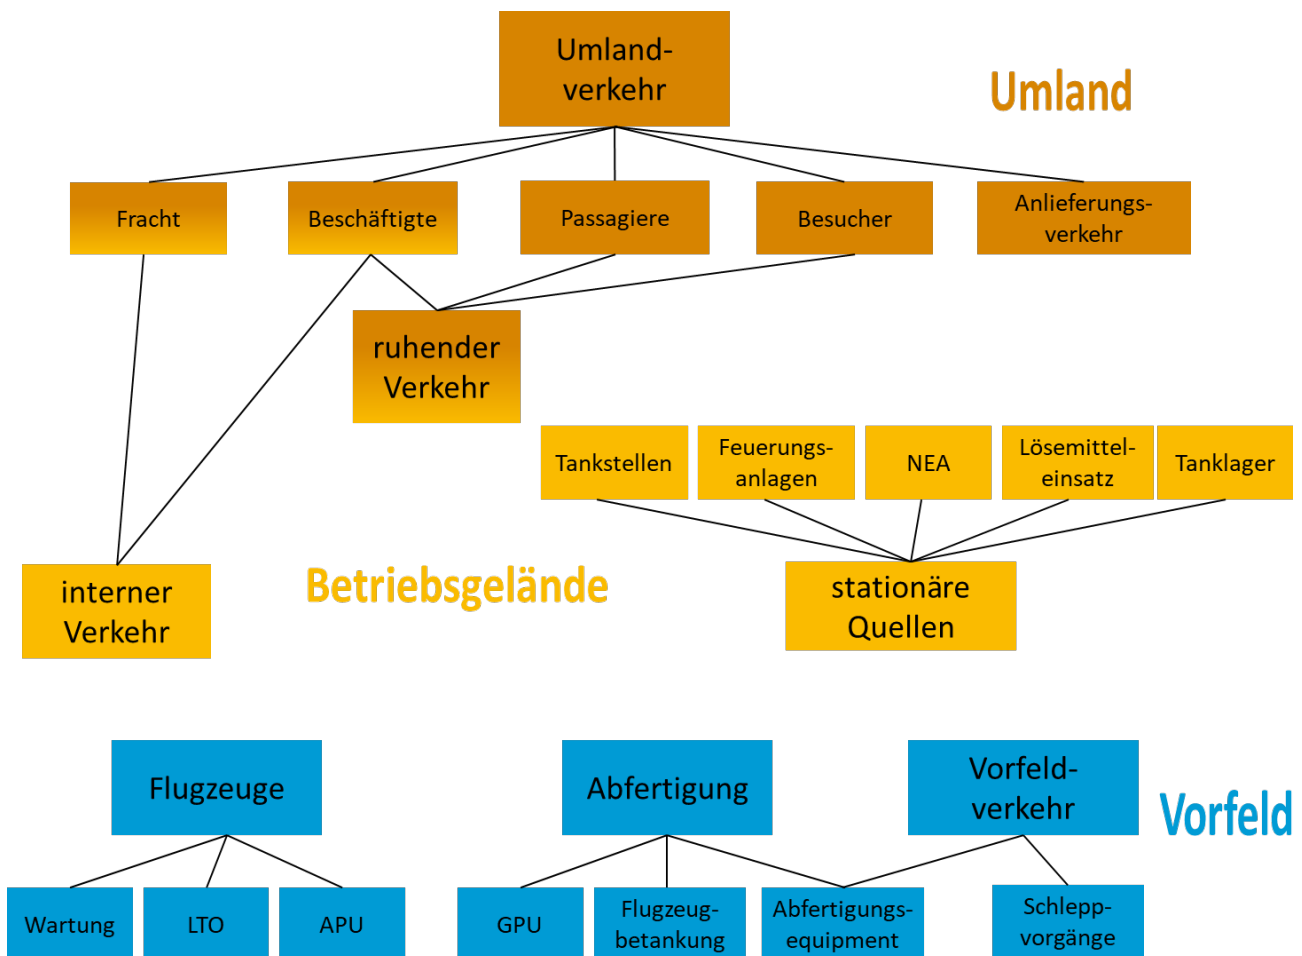 Umland-
verkehr
Umland
Fracht
Beschäftigte
Passagiere
Besucher
Anlieferungs-
verkehr
ruhender
Verkehr
Tankstellen
Feuerungs-
anlagen
NEA
Lösemittel-
einsatz
Tanklager
interner
Verkehr
Betriebsgelände
stationäre
Quellen
Flugzeuge
Abfertigung
Vorfeld-
verkehr
Vorfeld
Wartung
LTO
APU
GPU
Flugzeug-
betankung
Abfertigungs-
equipment
Schlepp-
vorgänge